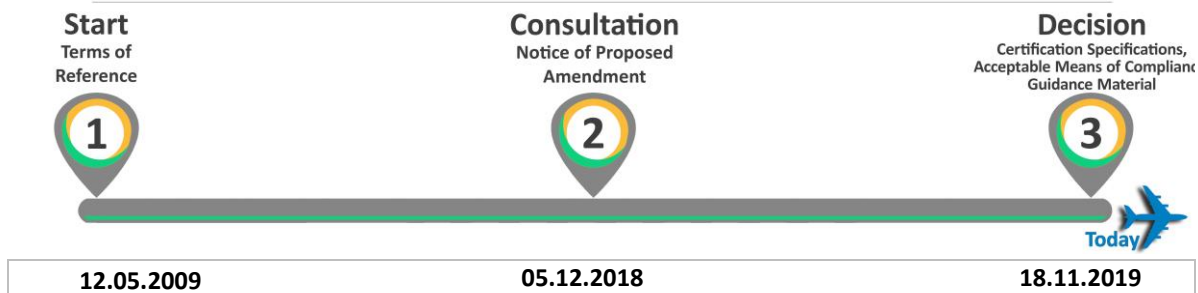 Start
Terms of
Reference
1
Consultation
Notice of Proposed
Amendment
2
Decision
Certification Specifications,
Acceptable Means of Complianc
Guidance Material
3
Today
12.05.2009
05.12.2018
18.11.2019